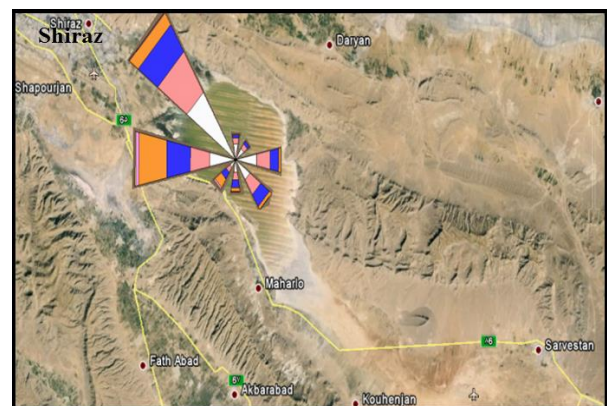 Shiraz
Shiraz
Daryan
Shapourjan
Maharlo
Sarvestan
Fath Abad
Akbarabad
Kouhenjan